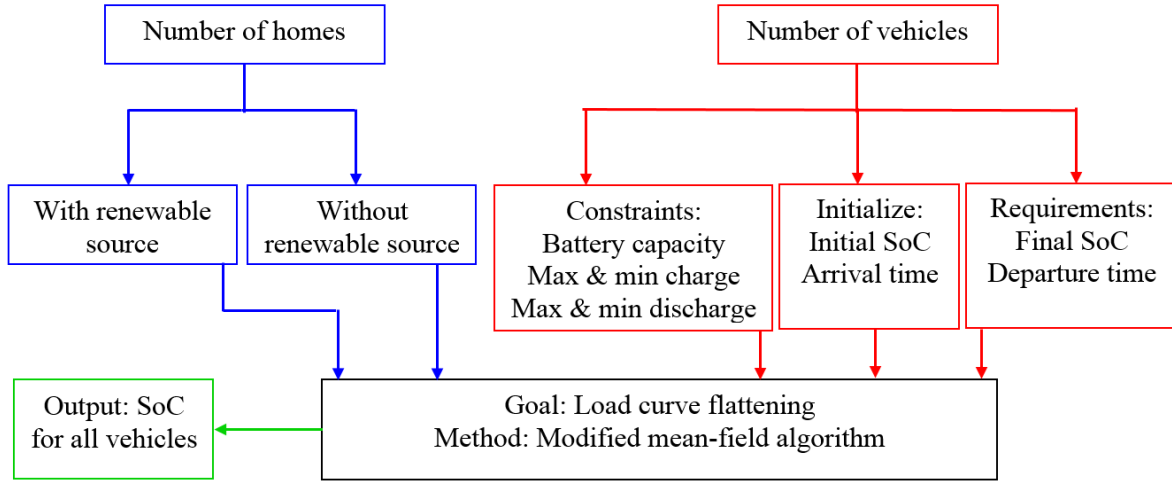 Number of homes
Number of vehicles
With renewable
source
Without
renewable source
Constraints:
Battery capacity
Max & min charge
Max & min discharge
Initialize:
Initial SoC
Arrival time
Requirements:
Final SoC
Departure time
Output: SoC
for all vehicles
Goal: Load curve flattening
Method: Modified mean-field algorithm